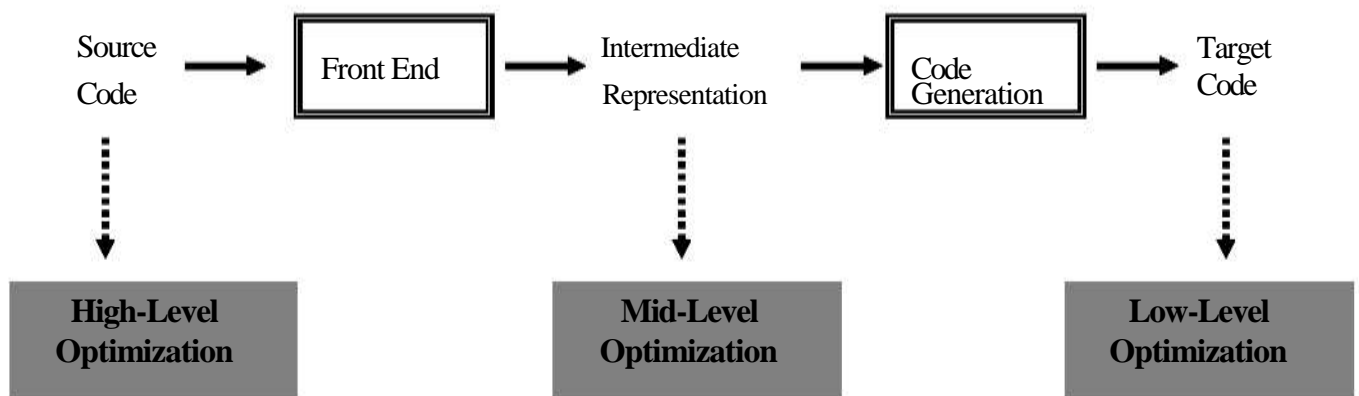 Source
Code
Front End
Intermediate
Representation
Code
Generation
Target
Code
High-Level
Optimization
Mid-Level
Optimization
Low-Level
Optimization